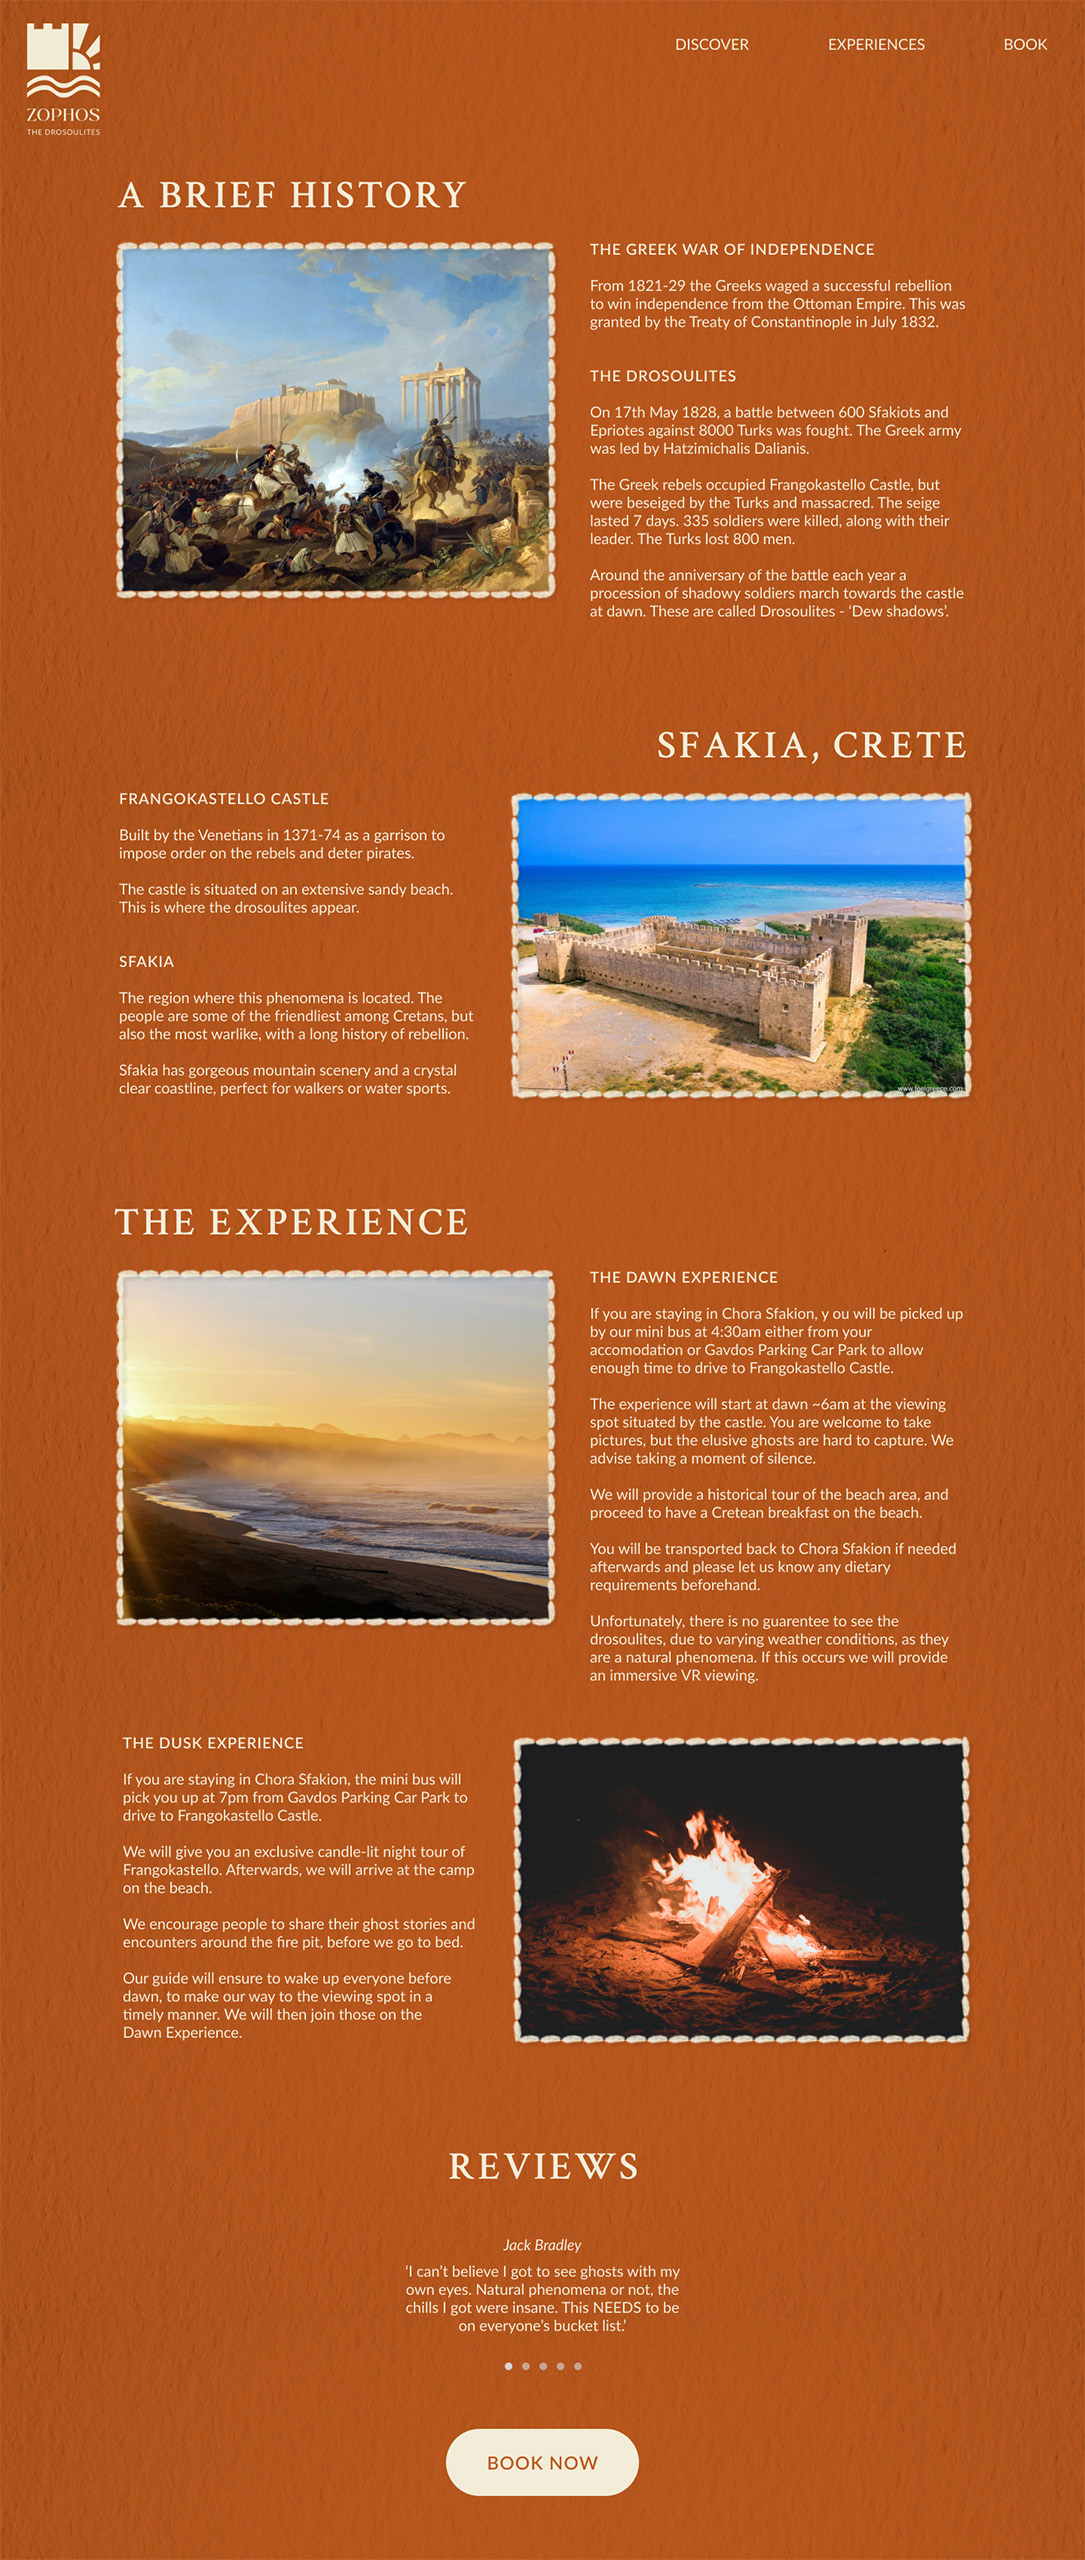 ZOPHOS
THE DROSOULITES
DISCOVER
EXPERIENCES
BOOK
A BRIEF HISTORY
THE GREEK WAR OF INDEPENDENCE
From 1821-29 the Greeks waged a successful rebellion
to win independence from the Ottoman Empire. This was
granted by the Treaty of Constantinople in July 1832.
THE DROSOULITES
On 17th May 1828, a battle between 600 Sfakiots and
Epriotes against 8000 Turks was fought. The Greek army
was led by Hatzimichalis Dalianis.
The Greek rebels occupied Frangokastello Castle, but
were beseiged by the Turks and massacred. The seige
lasted 7 days. 335 soldiers were killed, along with their
leader. The Turks lost 800 men.
Around the anniversary of the battle each year a
procession of shadowy soldiers march towards the castle
at dawn. These are called Drosoulites - ‘Dew shadows’.
SFAKIA, CRETE
FRANGOKASTELLO CASTLE
Built by the Venetians in 1371-74 as a garrison to
impose order on the rebels and deter pirates.
The castle is situated on an extensive sandy beach.
This is where the drosoulites appear.
SFAKIA
The region where this phenomena is located. The
people are some of the friendliest among Cretans, but
also the most warlike, with a long history of rebellion.
Sfakia has gorgeous mountain scenery and a crystal
clear coastline, perfect for walkers or water sports.
www.feelgreece.com
THE EXPERIENCE
THE DAWN EXPERIENCE
If you are staying in Chora Sfakion, y ou will be picked up
by our mini bus at 4:30am either from your
accomodation or Gavdos Parking Car Park to allow
enough time to drive to Frangokastello Castle.
The experience will start at dawn ~6am at the viewing
spot situated by the castle. You are welcome to take
pictures, but the elusive ghosts are hard to capture. We
advise taking a moment of silence.
We will provide a historical tour of the beach area, and
proceed to have a Cretean breakfast on the beach.
You will be transported back to Chora Sfakion if needed
afterwards and please let us know any dietary
requirements beforehand.
Unfortunately, there is no guarentee to see the
drosoulites, due to varying weather conditions, as they
are a natural phenomena. If this occurs we will provide
an immersive VR viewing.
THE DUSK EXPERIENCE
If you are staying in Chora Sfakion, the mini bus will
pick you up at 7pm from Gavdos Parking Car Park to
drive to Frangokastello Castle.
We will give you an exclusive candle-lit night tour of
Frangokastello. Afterwards, we will arrive at the camp
on the beach.
We encourage people to share their ghost stories and
encounters around the fire pit, before we go to bed.
Our guide will ensure to wake up everyone before
dawn, to make our way to the viewing spot in a
timely manner. We will then join those on the
Dawn Experience.
REVIEWS
Jack Bradley
‘I can’t believe I got to see ghosts with my
own eyes. Natural phenomena or not, the
chills I got were insane. This NEEDS to be
on everyone’s bucket list.’
BOOK NOW